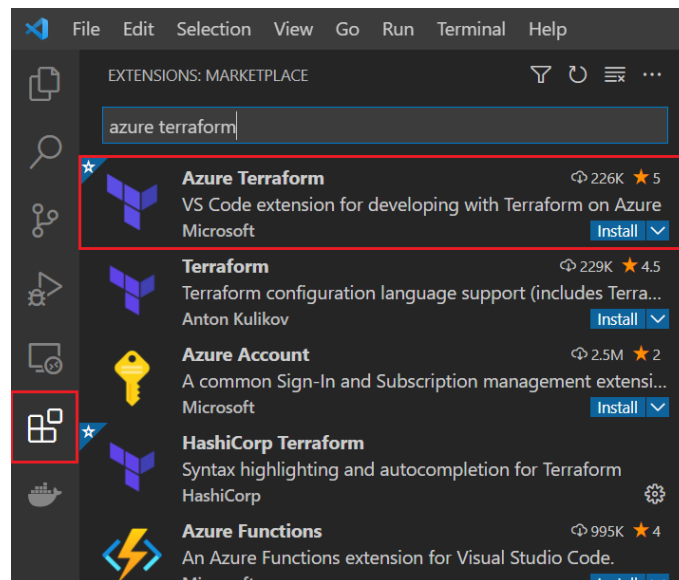 File Edit Selection View Go Run Terminal Help
EXTENSIONS: MARKETPLACE
azure terraform
Azure Terraform 226K 5
VS Code extension for developing with Terraform on Azure
Microsoft Install
Terraform 229K 4.5
Terraform configuration language support (includes Terra...
Anton Kulikov Install
Azure Account 2.5M 2
A common Sign-In and Subscription management extensi...
Microsoft Install
HashiCorp Terraform
Syntax highlighting and autocompletion for Terraform
HashiCorp
Azure Functions 995K 4
An Azure Functions extension for Visual Studio Code.
Microsoft Install